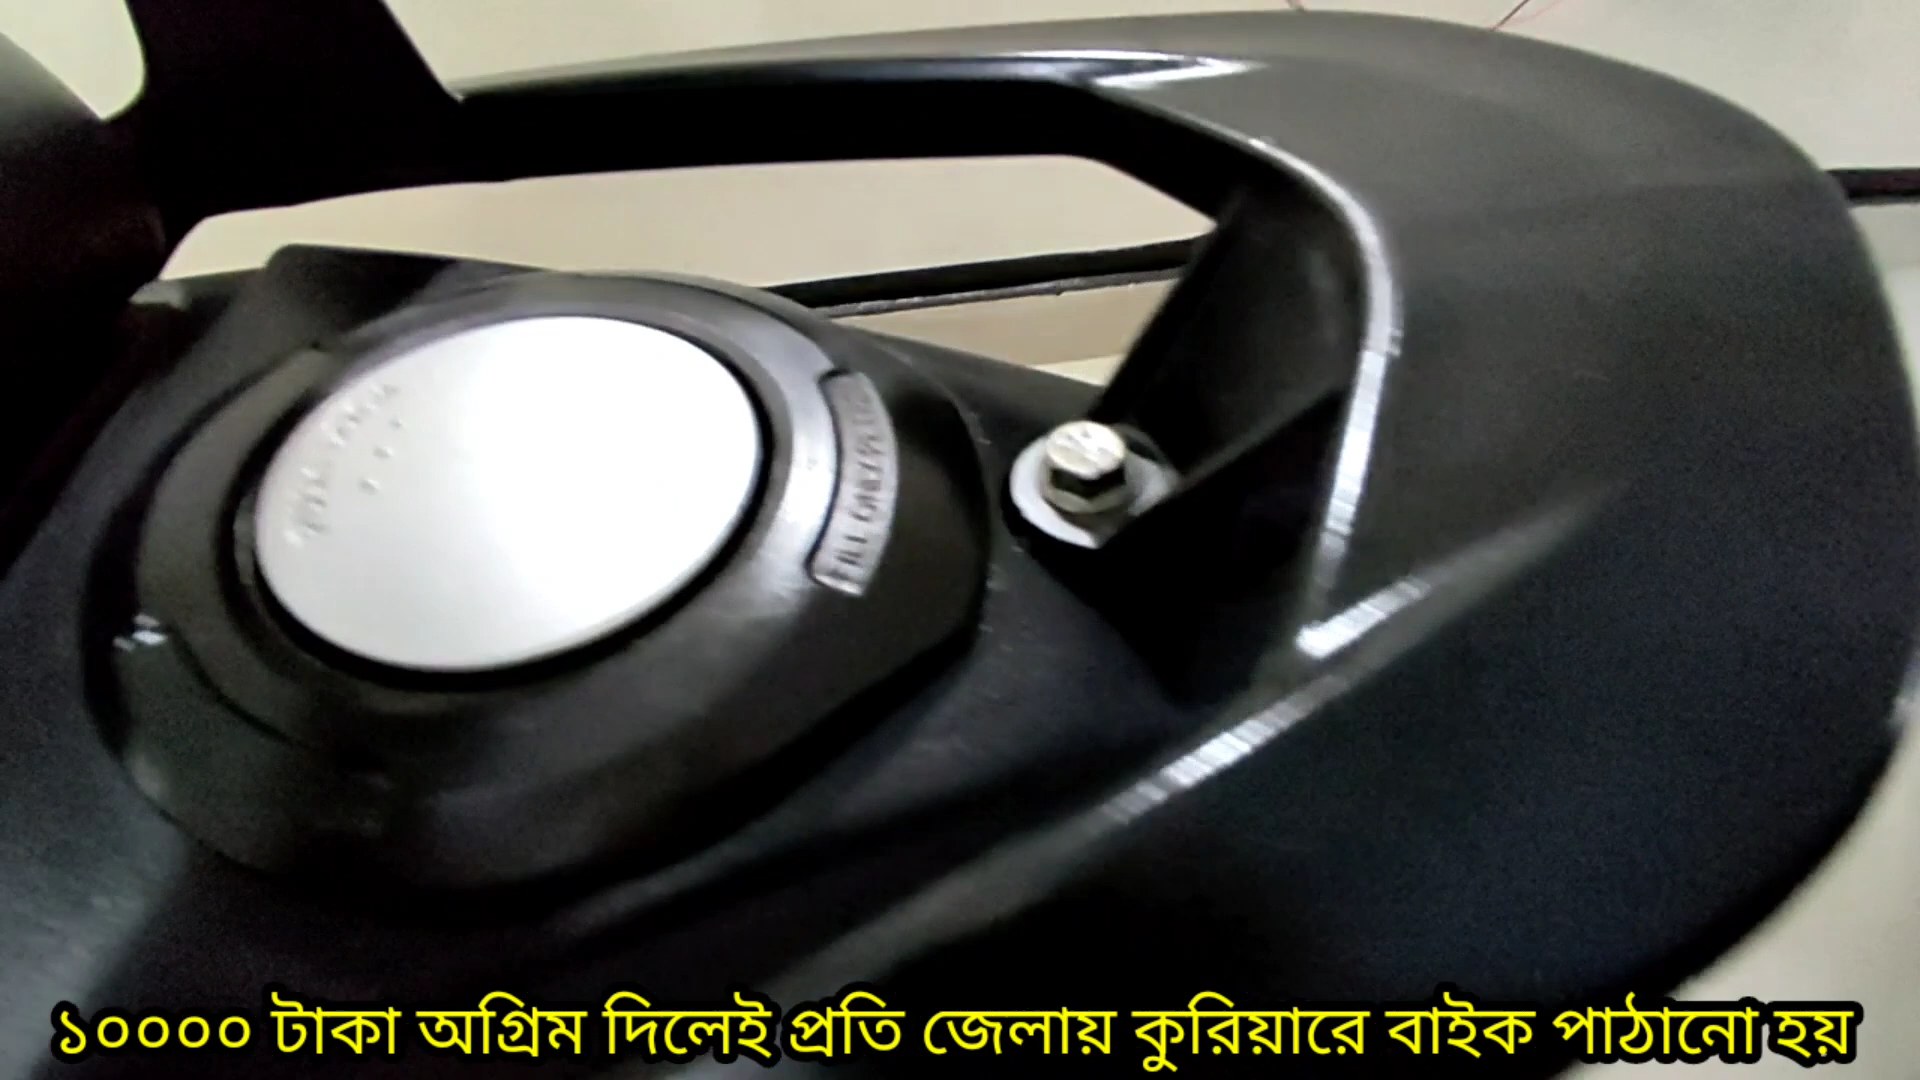 ১০০০০ টাকা অগ্রিম দিলেই প্রতি জেলায় কুরিয়ারে বাইক পাঠানো হয়